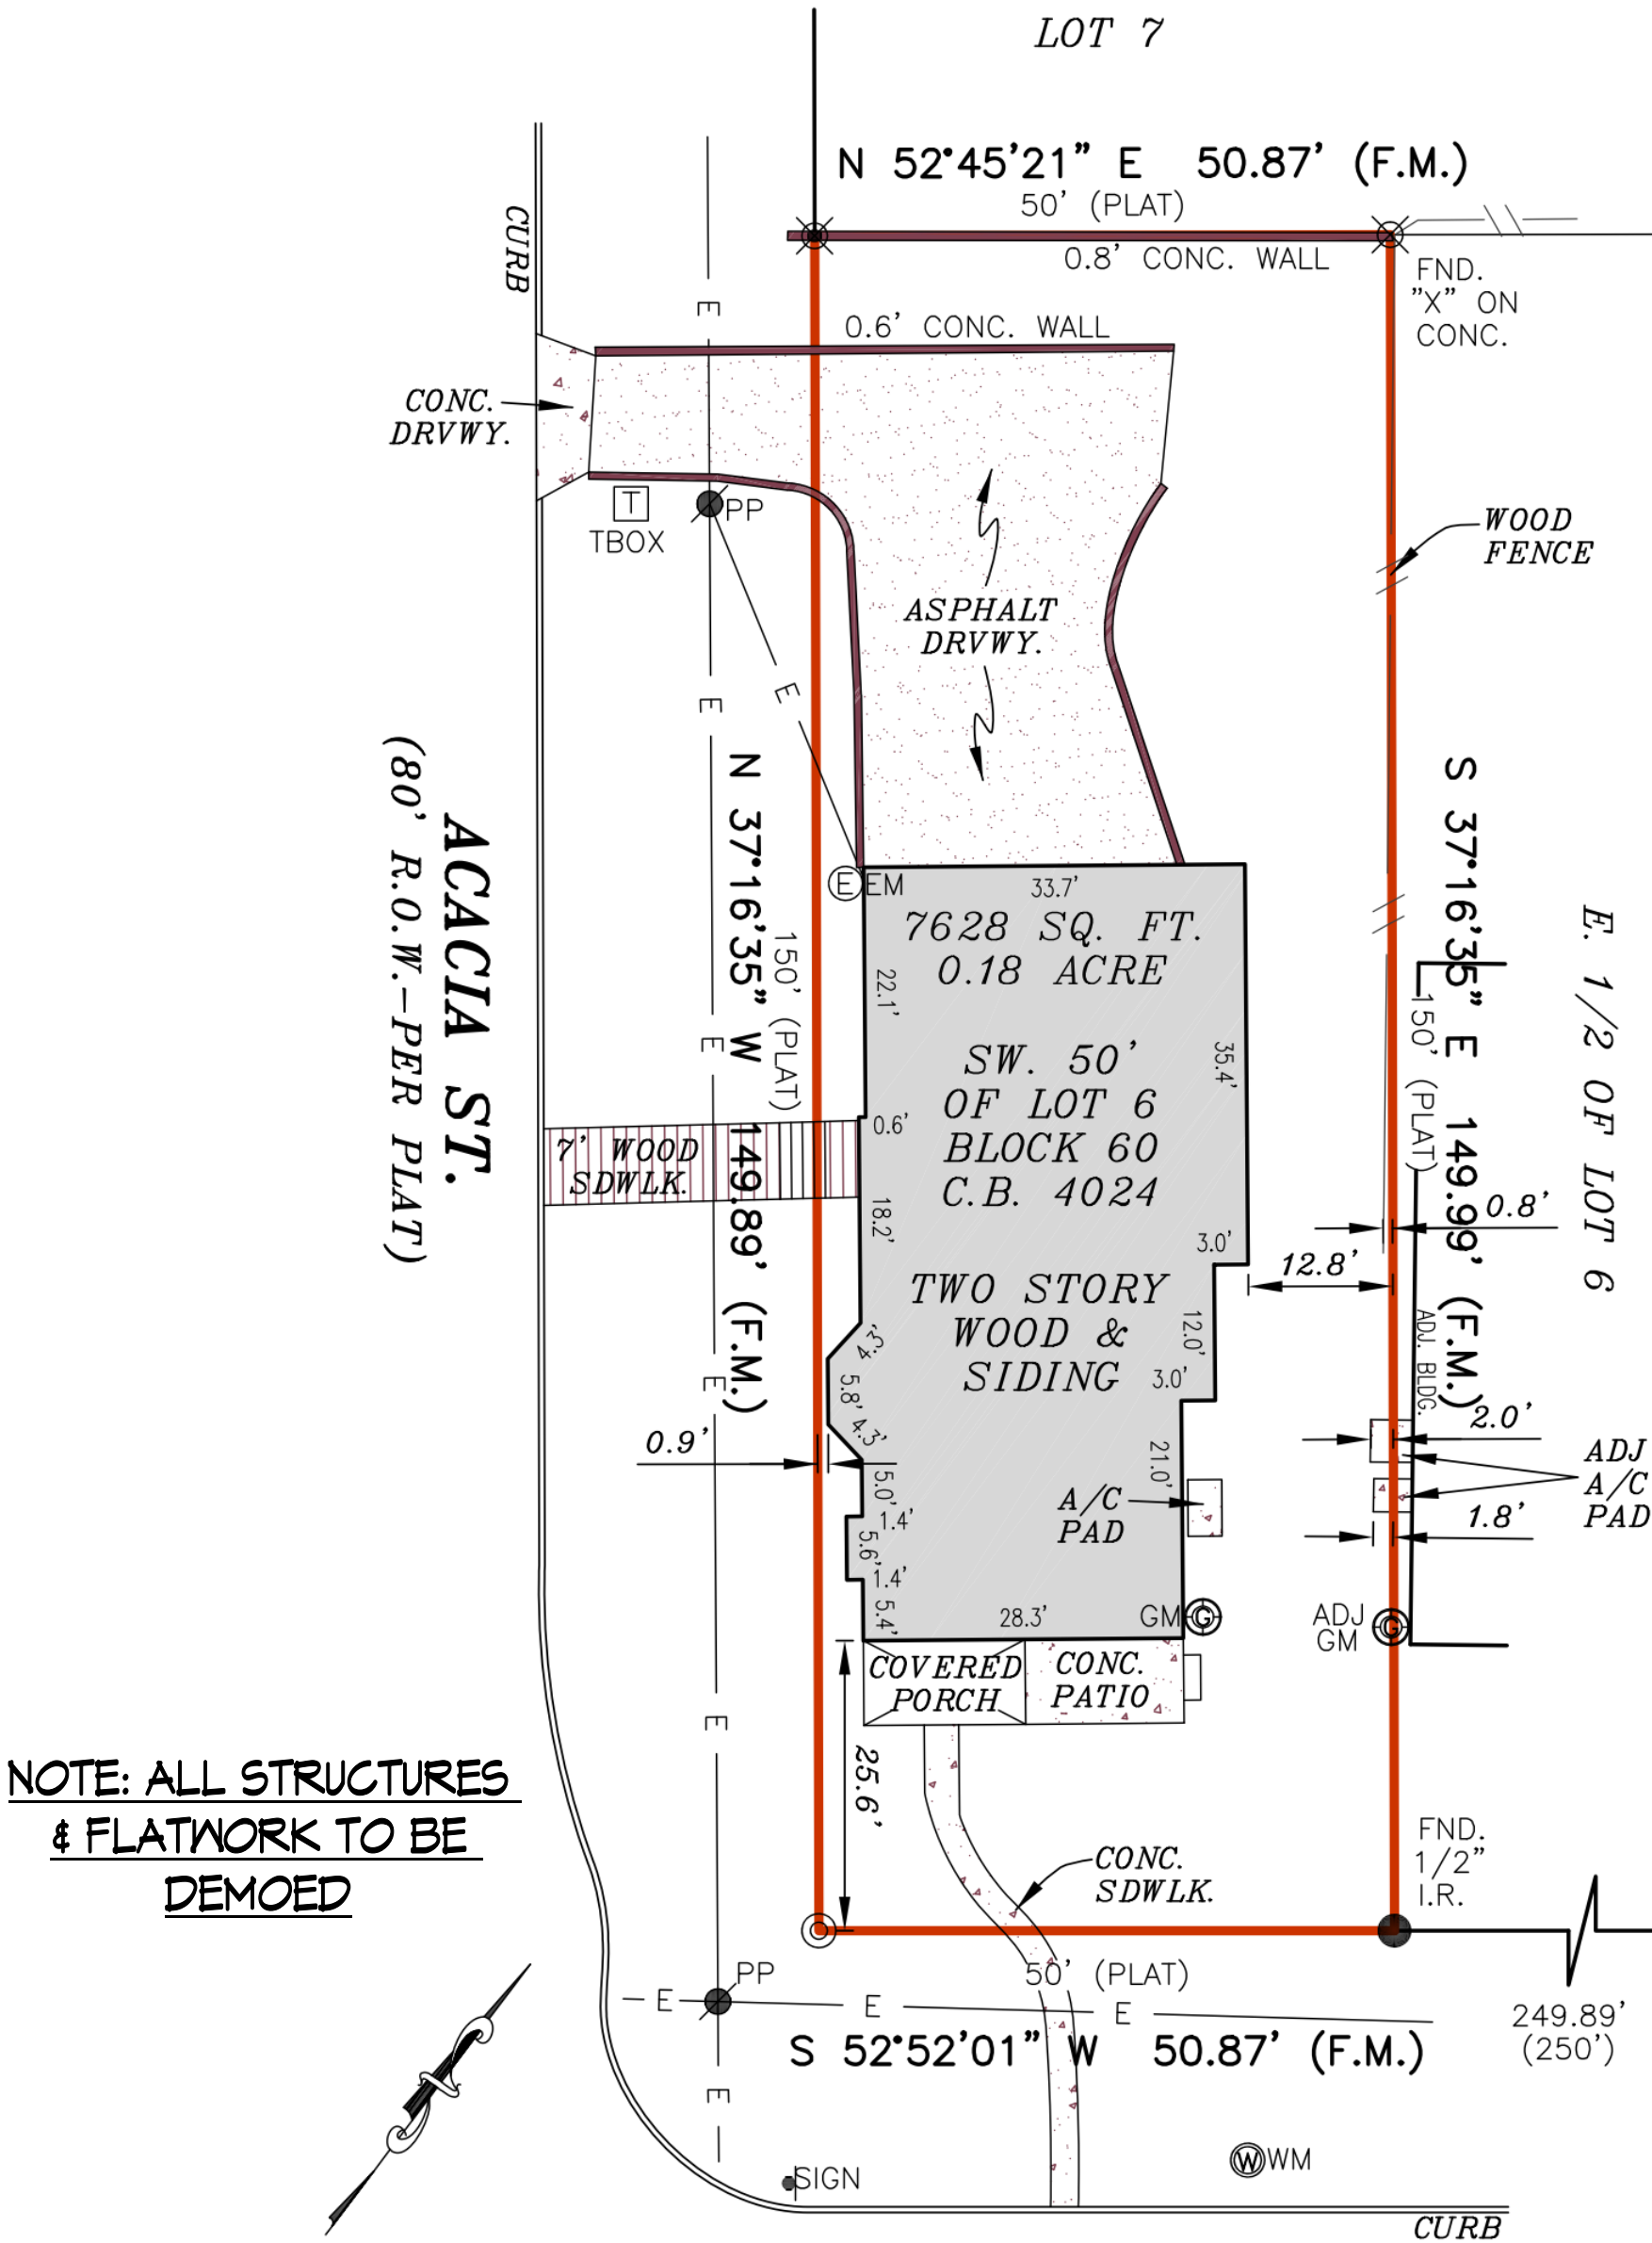 LOT 7
N 52°45'21" E 50.87' (F.M.)
50' (PLAT)
0.8' CONC. WALL
FND.
"X" ON
CONC.
CURB
0.6' CONC. WALL
CONC.
DRVWY.
E
T
TBOX
PP
WOOD
FENCE
ASPHALT
DRVWY.
E
E
ACACIA ST.
(80' R.O.W.-PER PLAT)
N 37°16'35" W 149.89' (F.M.)
150' (PLAT)
S 37°16'35" E 149.99' (F.M.)
150' (PLAT)
E. 1/2 OF LOT 6
E EM
33.7'
7628 SQ. FT.
0.18 ACRE
22.1'
35.4'
E
SW. 50'
OF LOT 6
BLOCK 60
C.B. 4024
0.6'
7' WOOD
SDWLK.
18.2'
3.0'
0.8'
12.8'
TWO STORY
WOOD &
SIDING
12.0'
3.0'
ADJ. BLDG.
4.3'
5.8'
4.3'
E
0.9'
2.0'
21.0'
ADJ
A/C
PAD
A/C
PAD
1.8'
5.0'
1.4'
5.6'
1.4'
5.4'
28.3'
GM G
ADJ
GM
G
COVERED
PORCH
CONC.
PATIO
E
25.6'
NOTE: ALL STRUCTURES
& FLATWORK TO BE
DEMOED
FND.
1/2"
I.R.
CONC.
SDWLK.
PP
50' (PLAT)
E
E
E
249.89'
(250')
S 52°52'01" W 50.87' (F.M.)
E
W WM
SIGN
CURB